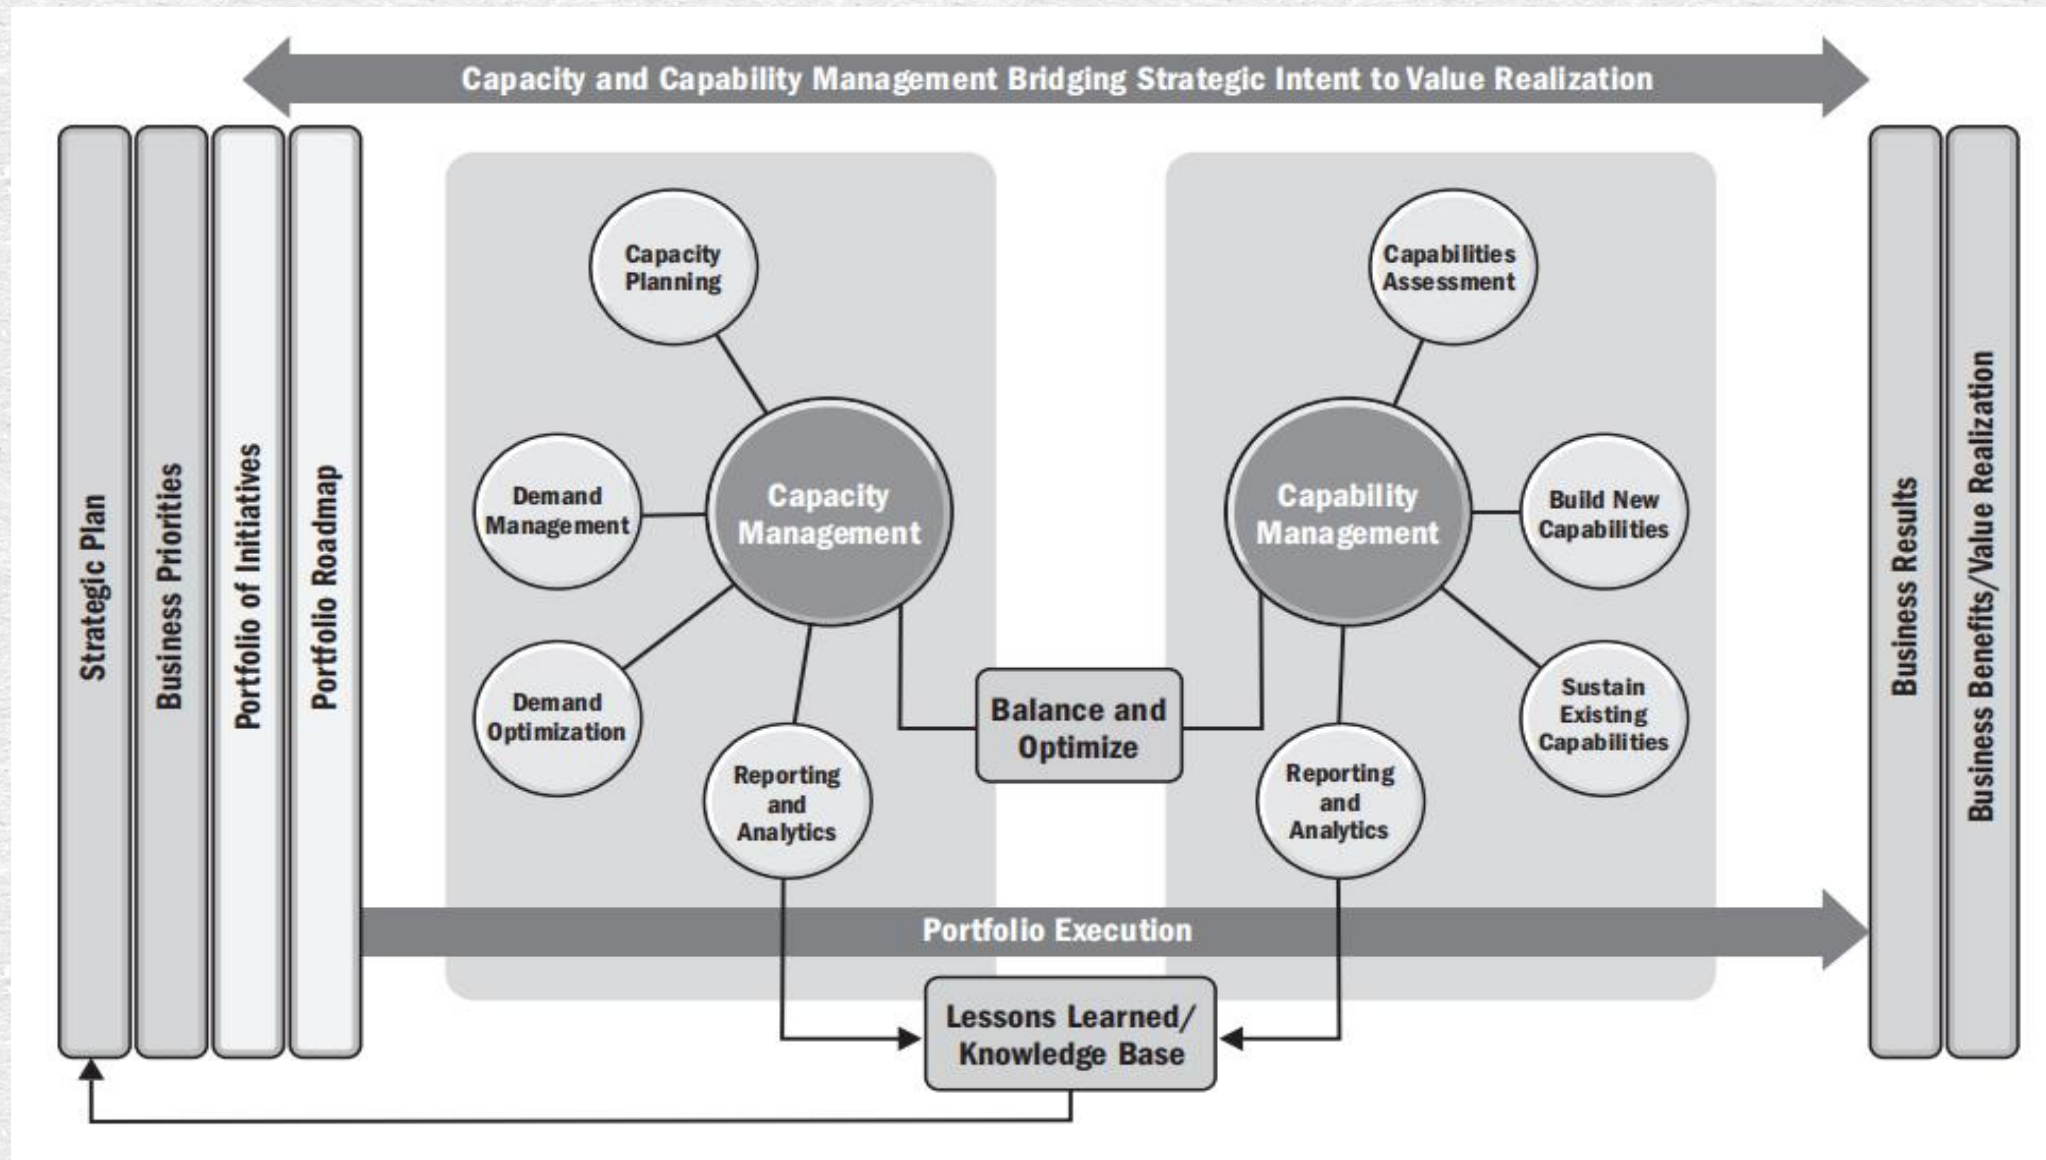 Capacity and Capability Management Bridging Strategic Intent to Value Realization
Strategic Plan
Business Priorities
Portfolio of Initiatives
Portfolio Roadmap
Capacity
Planning
Demand
Management
Capacity
Management
Demand
Optimization
Reporting
and
Analytics
Balance and
Optimize
Capabilities
Assessment
Capability
Management
Build New
Capabilities
Sustain
Existing
Capabilities
Reporting
and
Analytics
Portfolio Execution
Lessons Learned/
Knowledge Base
Business Results
Business Benefits/Value Realization